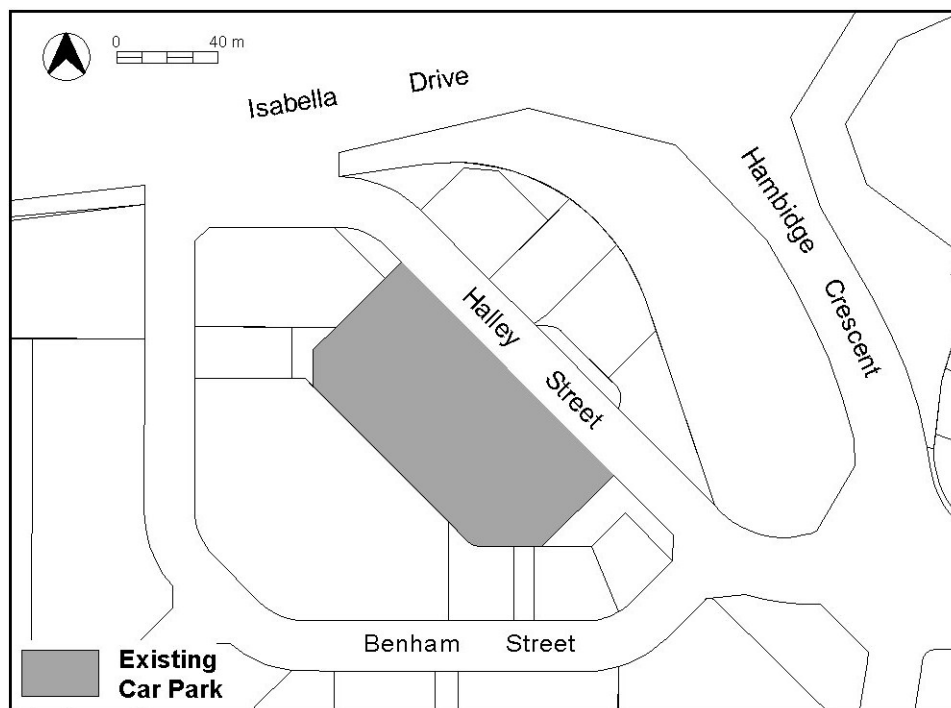 0 40 m
Isabella Drive
Hambidge Crescent
Halley Street
Benham Street
Existing
Car Park